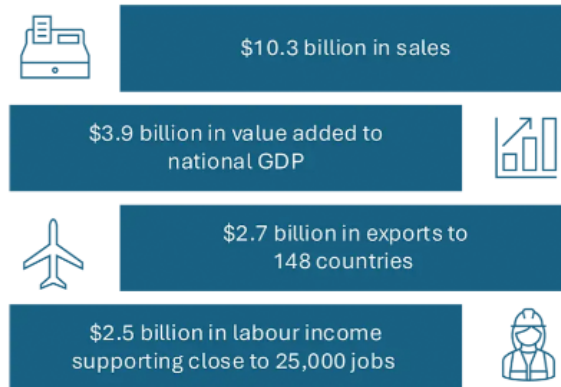 $10.3 billion in sales
$3.9 billion in value added to
national GDP
$2.7 billion in exports to
148 countries
$2.5 billion in labour income
supporting close to 25,000 jobs